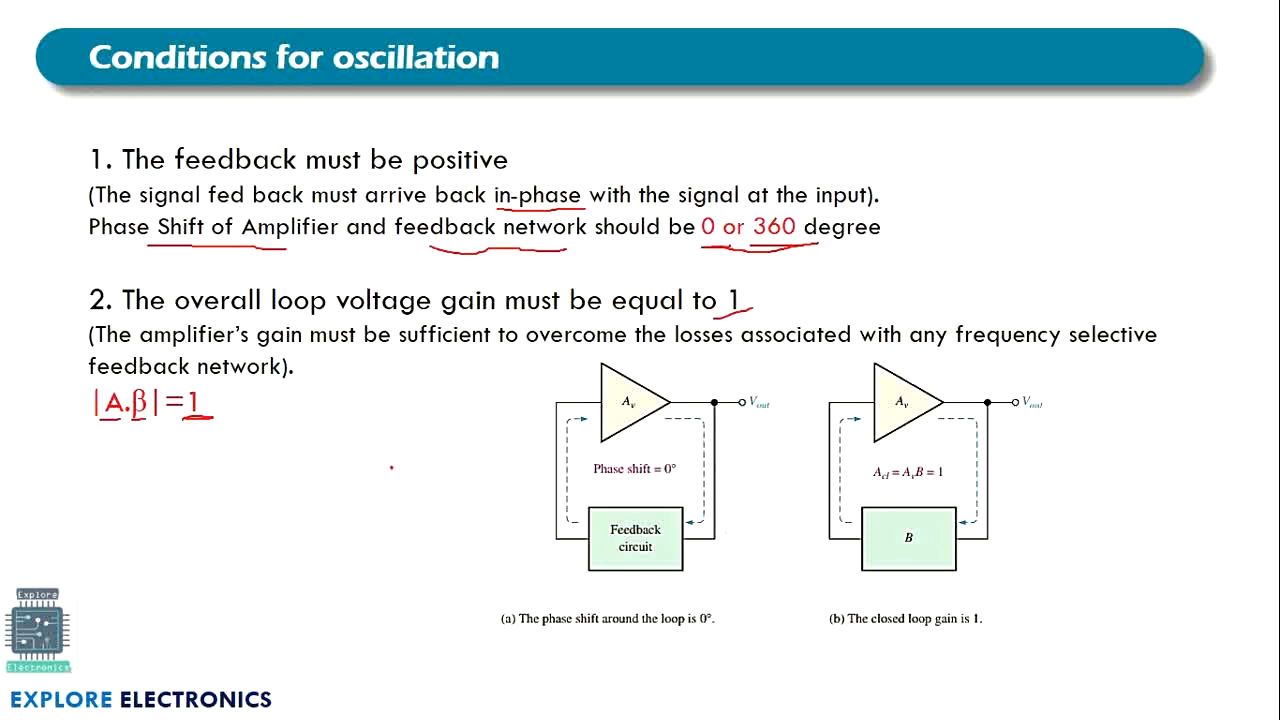 Conditions for oscillation
1. The feedback must be positive
(The signal fed back must arrive back in-phase with the signal at the input).
Phase Shift of Amplifier and feedback network should be 0 or 360 degree
2. The overall loop voltage gain must be equal to 1
(The amplifier's gain must be sufficient to overcome the losses associated with any frequency selective
feedback network).
|A.β|=1
Av
Vout
Phase shift = 0°
Feedback
circuit
(a) The phase shift around the loop is 0°.
Av
Vout
Acl = AvB = 1
B
(b) The closed loop gain is 1.
Explore
Electronics
EXPLORE ELECTRONICS